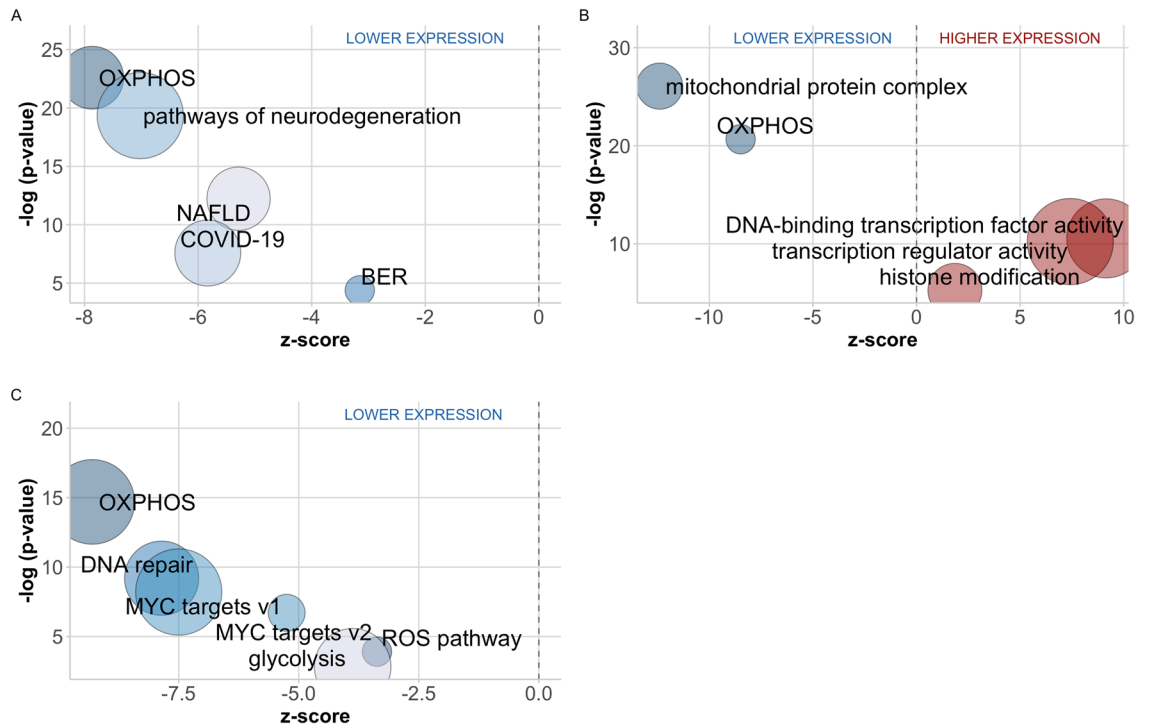 A
LOWER EXPRESSION
25
20
15
10
5
-log (p-value)
OXPHOS
pathways of neurodegeneration
NAFLD
COVID-19
BER
-8 -6 -4 -2 0
z-score
B
LOWER EXPRESSION HIGHER EXPRESSION
30
20
10
-log (p-value)
mitochondrial protein complex
OXPHOS
DNA-binding transcription factor activity
transcription regulator activity
histone modification
-10 -5 0 5 10
z-score
C
LOWER EXPRESSION
20
15
10
5
-log (p-value)
OXPHOS
DNA repair
MYC targets v1
MYC targets v2 ROS pathway
glycolysis
-7.5 -5.0 -2.5 0.0
z-score